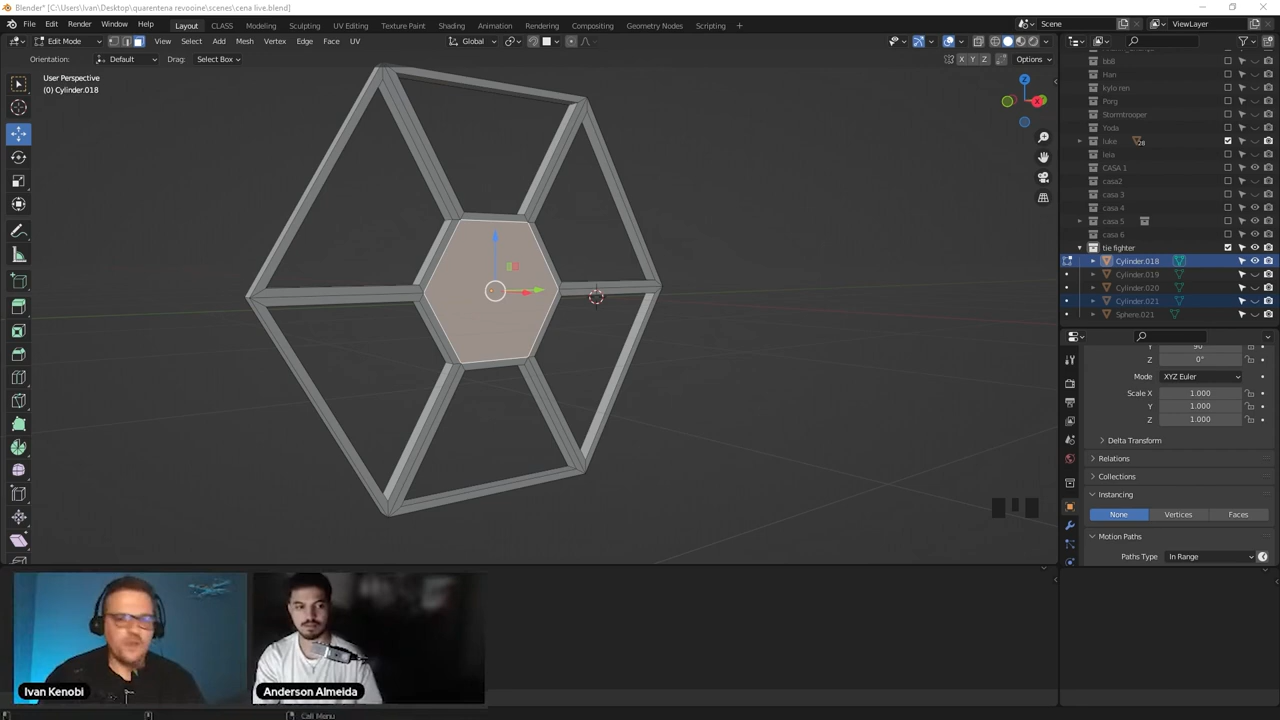 Blender* [C:\Users\Ivan\Desktop\quarentena revooine\scenes\cena live.blend]
File Edit Render Window Help Layout CLASS Modeling Sculpting UV Editing Texture Paint Shading Animation Rendering Compositing Geometry Nodes Scripting Scene ViewLayer
Edit Mode View Select Add Mesh Vertex Edge Face UV Global
Orientation: Default Drag: Select Box X Y Z Options
User Perspective
(0) Cylinder.018
Z
X
bb8
Han
kylo ren
Porg
Stormtrooper
Yoda
luke 28
leia
CASA 1
casa2
casa 3
casa 4
casa 5
casa 6
tie fighter
Cylinder.018
Cylinder.019
Cylinder.020
Cylinder.021
Sphere.021
Y 90°
Z 0°
Mode XYZ Euler
Scale X 1.000
Y 1.000
Z 1.000
Delta Transform
Relations
Collections
Instancing
None Vertices Faces
Motion Paths
Paths Type In Range
Ivan Kenobi
Anderson Almeida
Call Menu